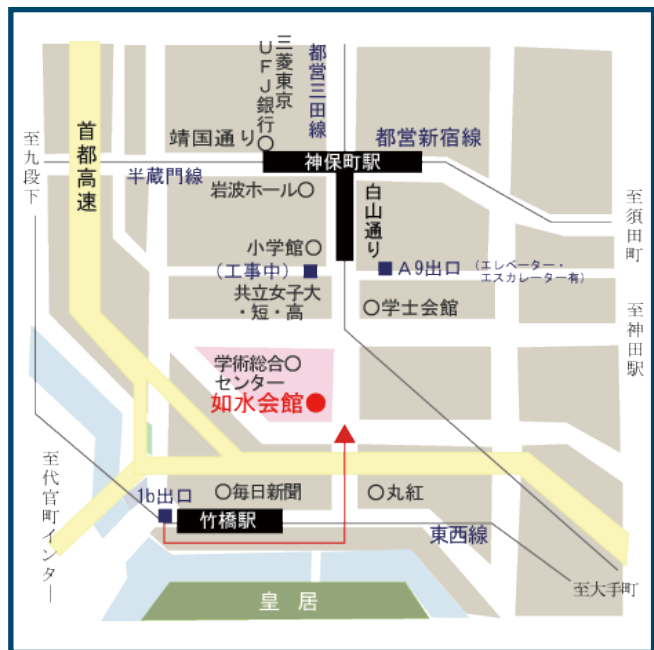 三菱東京
UFJ銀行
都営三田線
首都高速
至九段下
靖国通り
都営新宿線
神保町駅
半蔵門線
岩波ホール
白山通り
至須田町
小学館
(工事中)
A9出口
(エレベーター・
エスカレーター有)
共立女子大
・短・高
学士会館
至神田駅
学術総合
センター
如水会館
至代官町インター
1b出口
毎日新聞
丸紅
竹橋駅
東西線
至大手町
皇居